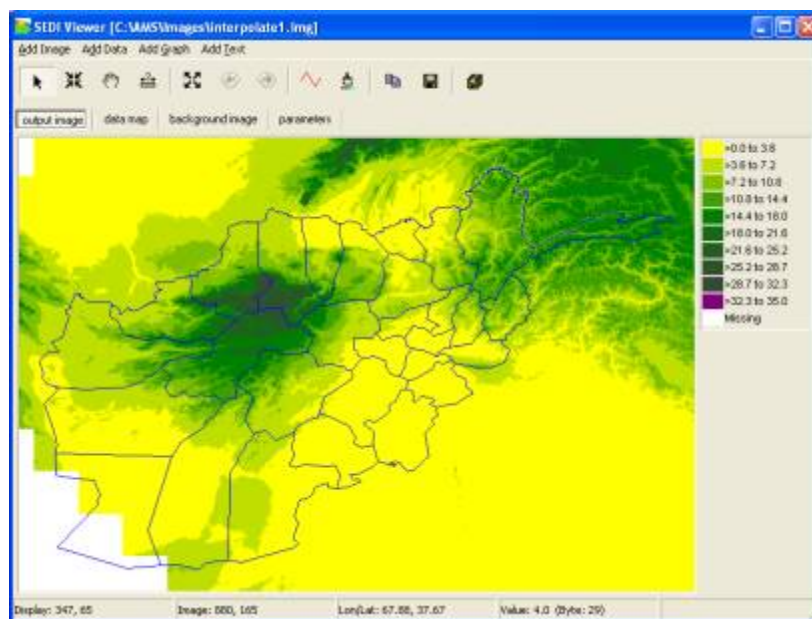 SEDI Viewer [C:\AMS\Images\interpolate1.img]
Add Image Add Data Add Graph Add Text
output image data map background image parameters
>0.0 to 3.6
>3.6 to 7.2
>7.2 to 10.8
>10.8 to 14.4
>14.4 to 18.0
>18.0 to 21.6
>21.6 to 25.2
>25.2 to 28.7
>28.7 to 32.3
>32.3 to 35.0
Missing
Display: 347, 65 Image: 880, 165 Lon/Lat: 67.88, 37.67 Value: 4.0 (Byte: 29)